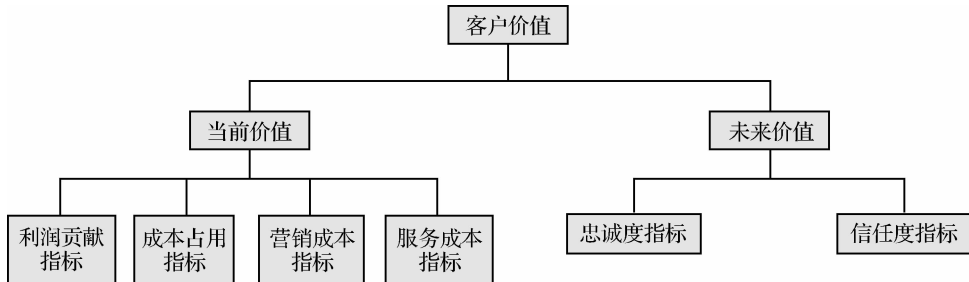 客户价值
当前价值
未来价值
利润贡献
指标
成本占用
指标
营销成本
指标
服务成本
指标
忠诚度指标
信任度指标